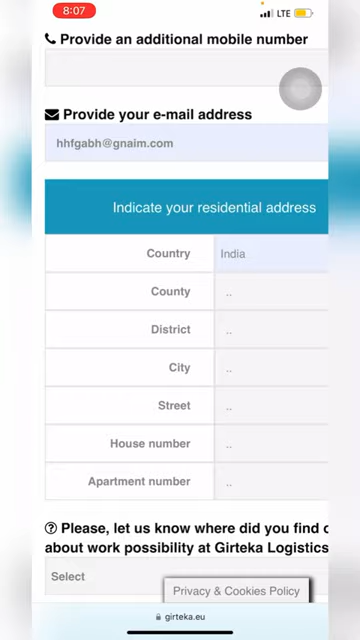 8:07
LTE
Provide an additional mobile number
Provide your e-mail address
hhfgabh@gnaim.com
Indicate your residential address
Country
India
County
..
District
..
City
..
Street
..
House number
..
Apartment number
..
Please, let us know where did you find o
about work possibility at Girteka Logistics
Select
Privacy & Cookies Policy
girteka.eu